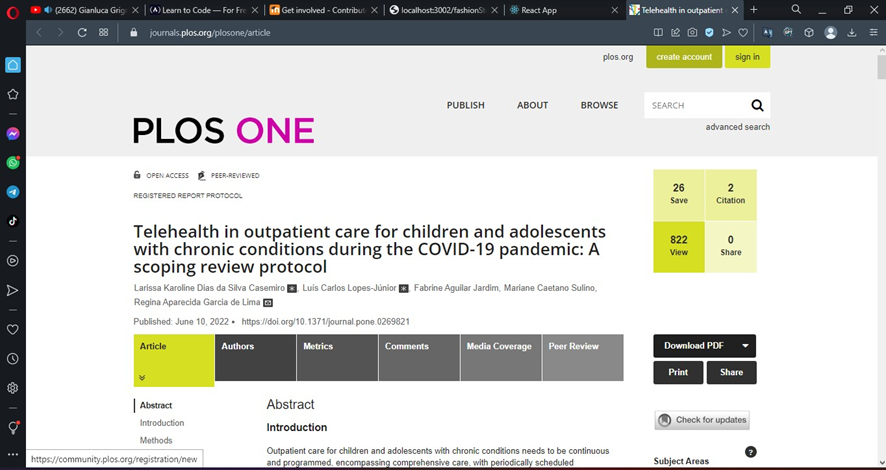 (2662) Gianluca Grig
Learn to Code — For Fre
Get involved - Contribut
localhost:3002/fashionSt
React App
Telehealth in outpatient
journals.plos.org/plosone/article
plos.org
create account
sign in
PUBLISH
ABOUT
BROWSE
SEARCH
advanced search
PLOS ONE
OPEN ACCESS
PEER-REVIEWED
REGISTERED REPORT PROTOCOL
26
Save
2
Citation
822
View
0
Share
Telehealth in outpatient care for children and adolescents
with chronic conditions during the COVID-19 pandemic: A
scoping review protocol
Larissa Karoline Dias da Silva Casemiro, Luís Carlos Lopes-Júnior, Fabrine Aguilar Jardim, Mariane Caetano Sulino,
Regina Aparecida Garcia de Lima
Published: June 10, 2022 • https://doi.org/10.1371/journal.pone.0269821
Article
Authors
Metrics
Comments
Media Coverage
Peer Review
Download PDF
Print
Share
Check for updates
Subject Areas
?
Abstract
Introduction
Methods
Abstract
Introduction
Outpatient care for children and adolescents with chronic conditions needs to be continuous
and programmed, encompassing comprehensive care, with periodically scheduled
https://community.plos.org/registration/new